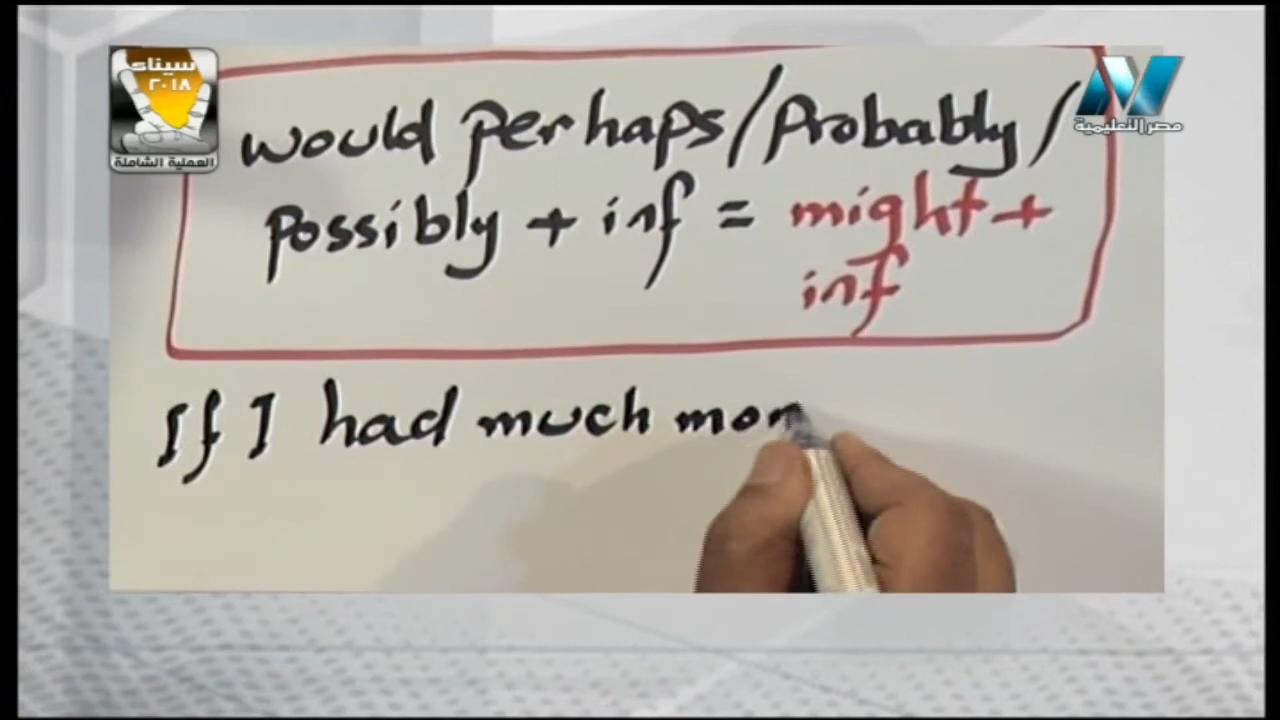 سيناء
٢٠١٨
العملية الشاملة
مصر التعليمية
would perhaps/Probably/
Possibly + inf = might +
inf
If I had much mon